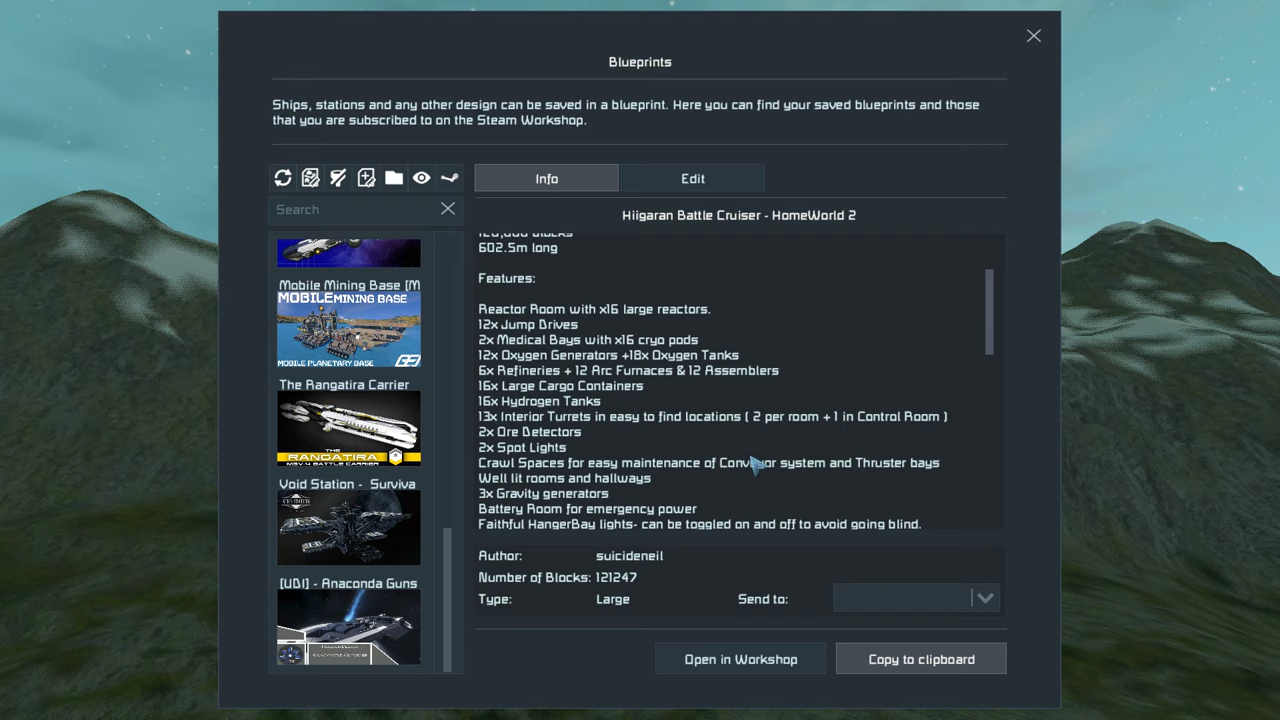 Blueprints
Ships, stations and any other design can be saved in a blueprint. Here you can find your saved blueprints and those
that you are subscribed to on the Steam Workshop.
Info
Edit
Search
Hiigaran Battle Cruiser - HomeWorld 2
blocks
602.5m long
Features:
Reactor Room with x16 large reactors.
12x Jump Drives
2x Medical Bays with x16 cryo pods
12x Oxygen Generators +18x Oxygen Tanks
6x Refineries + 12 Arc Furnaces & 12 Assemblers
16x Large Cargo Containers
16x Hydrogen Tanks
13x Interior Turrets in easy to find locations ( 2 per room + 1 in Control Room )
2x Ore Detectors
2x Spot Lights
Crawl Spaces for easy maintenance of Conveyor system and Thruster bays
Well lit rooms and hallways
3x Gravity generators
Battery Room for emergency power
Faithful HangerBay lights- can be toggled on and off to avoid going blind.
Mobile Mining Base [M
MOBILE MINING BASE
MOBILE PLANETARY BASE
The Rangatira Carrier
THE
RANGATIRA
MSV-4 BATTLE CARRIER
Void Station - Surviva
[UDI] - Anaconda Guns
Author: suicideneil
Number of Blocks: 121247
Type: Large
Send to:
Open in Workshop
Copy to clipboard